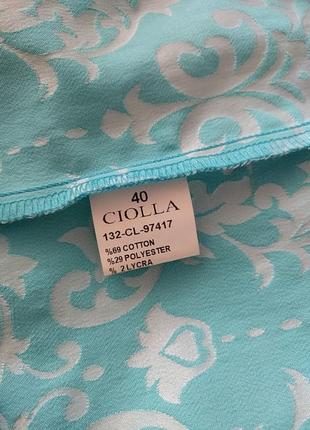 40
CIOLLA
132-CL-97417
%69 COTTON
%29 POLYESTER
% 2 LYCRA